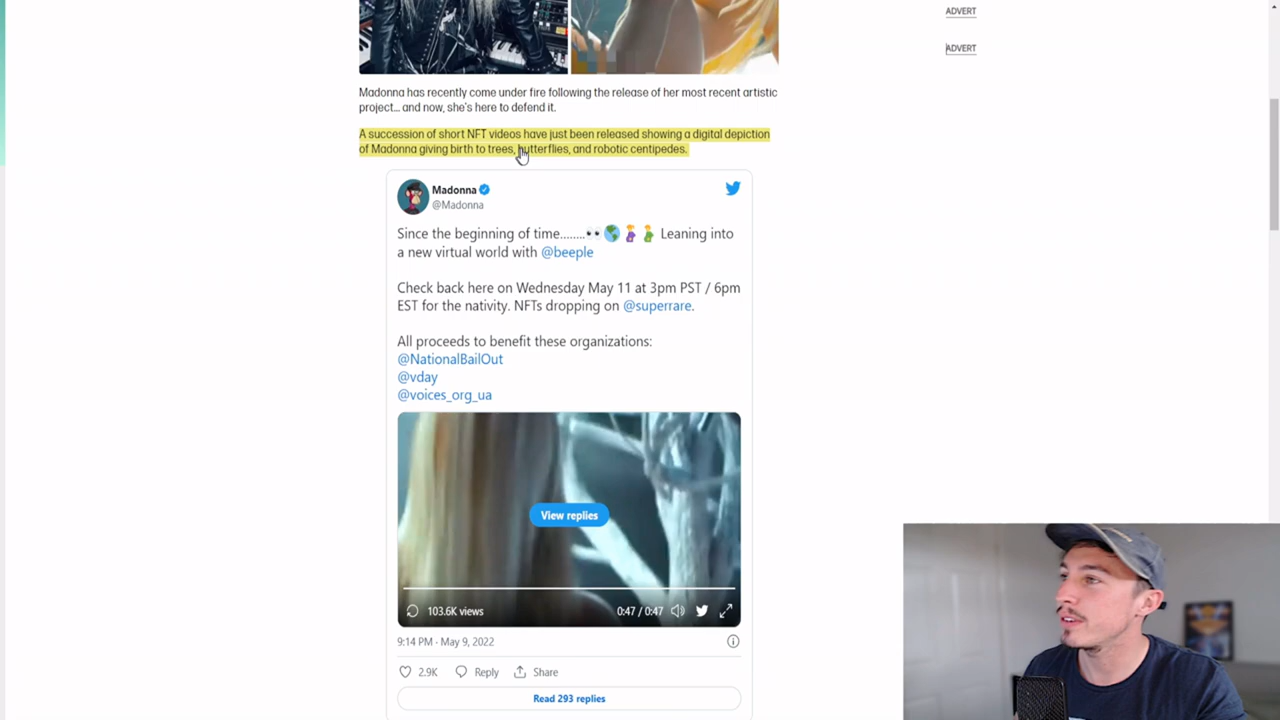 ADVERT
ADVERT
Madonna has recently come under fire following the release of her most recent artistic
project... and now, she's here to defend it.
A succession of short NFT videos have just been released showing a digital depiction
of Madonna giving birth to trees, butterflies, and robotic centipedes.
Madonna
@Madonna
Since the beginning of time........👀🌎🤰🤰 Leaning into
a new virtual world with @beeple
Check back here on Wednesday May 11 at 3pm PST / 6pm
EST for the nativity. NFTs dropping on @superrare.
All proceeds to benefit these organizations:
@NationalBailOut
@vday
@voices_org_ua
View replies
103.6K views 0:47 / 0:47
9:14 PM · May 9, 2022
2.9K Reply Share
Read 293 replies